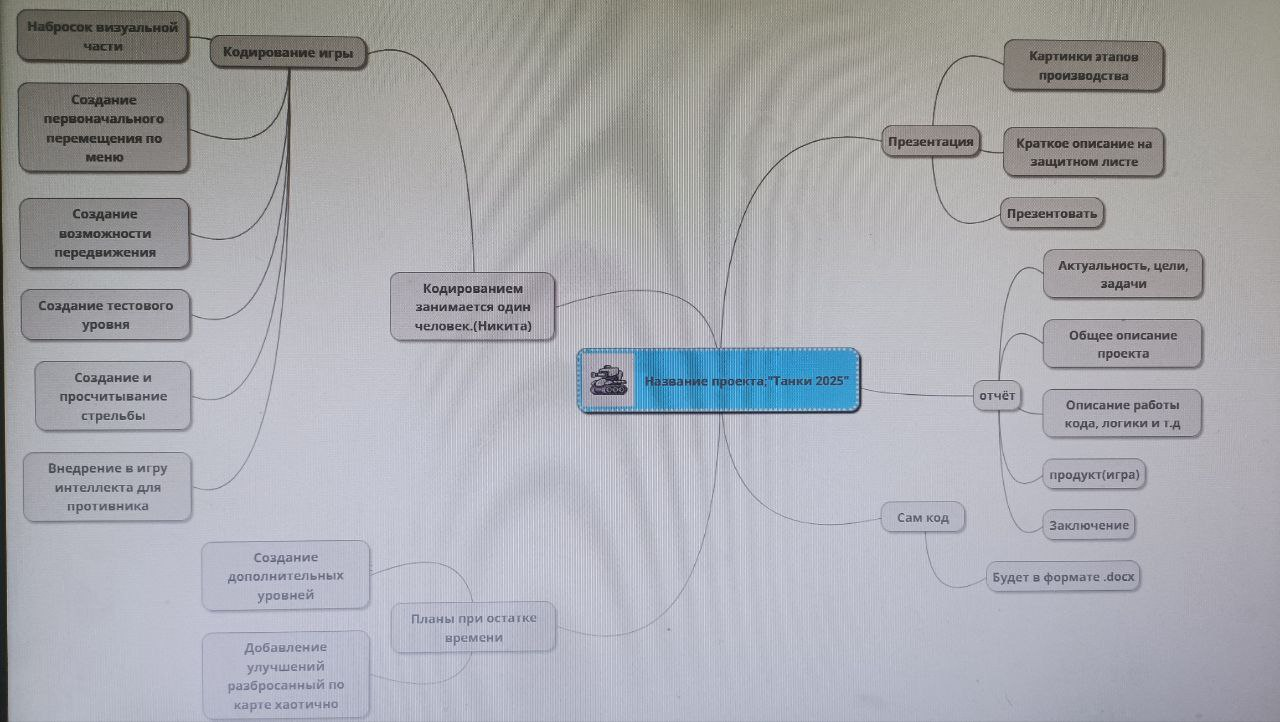 Набросок визуальной
части
Кодирование игры
Создание
первоначального
перемещения по
меню
Создание
возможности
передвижения
Создание тестового
уровня
Создание и
просчитывание
стрельбы
Внедрение в игру
интеллекта для
противника
Кодированием
занимается один
человек.(Никита)
Название проекта;"Танки 2025"
Создание
дополнительных
уровней
Планы при остатке
времени
Добавление
улучшений
разбросанный по
карте хаотично
Картинки этапов
производства
Презентация
Краткое описание на
защитном листе
Презентовать
Актуальность, цели,
задачи
Общее описание
проекта
отчёт
Описание работы
кода, логики и т.д
продукт(игра)
Заключение
Сам код
Будет в формате .docx